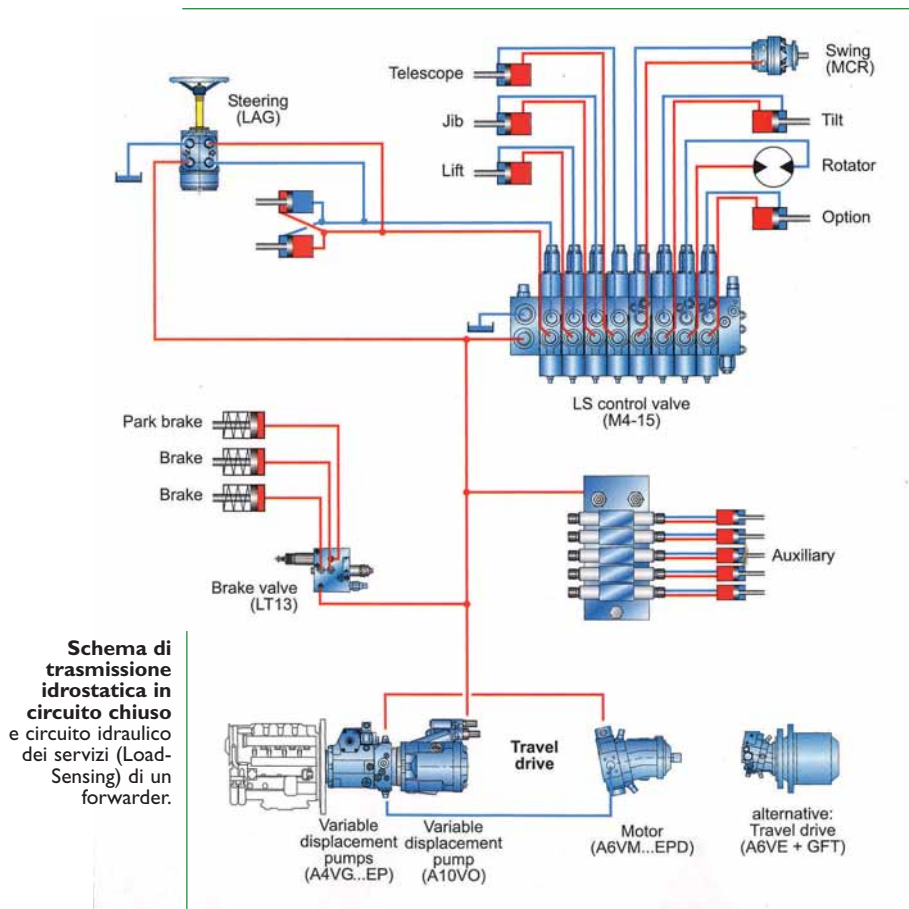 Steering
(LAG)
Telescope
Jib
Lift
Swing
(MCR)
Tilt
Rotator
Option
LS control valve
(M4-15)
Park brake
Brake
Brake
Brake valve
(LT13)
Auxiliary
Schema di
trasmissione
idrostatica in
circuito chiuso
e circuito idraulico
dei servizi (Load-
Sensing) di un
forwarder.
Travel
drive
Variable
displacement
pumps
(A4VG...EP)
Variable
displacement
pump
(A10VO)
Motor
(A6VM...EPD)
alternative:
Travel drive
(A6VE + GFT)